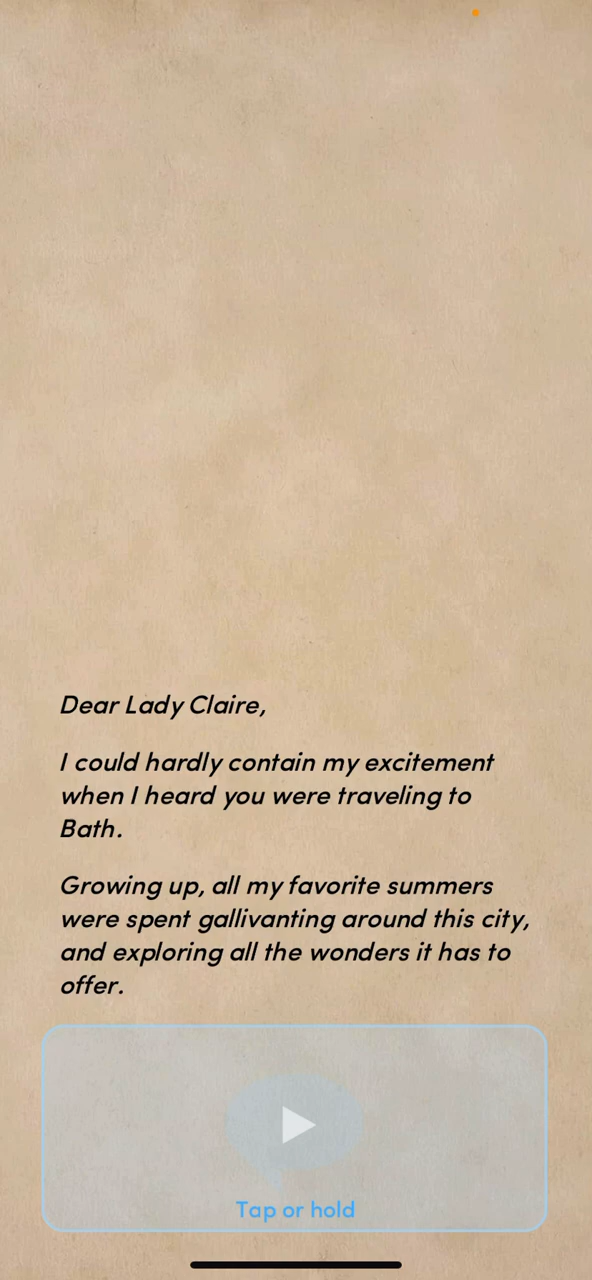 Dear Lady Claire,
I could hardly contain my excitement
when I heard you were traveling to
Bath.
Growing up, all my favorite summers
were spent gallivanting around this city,
and exploring all the wonders it has to
offer.
Tap or hold